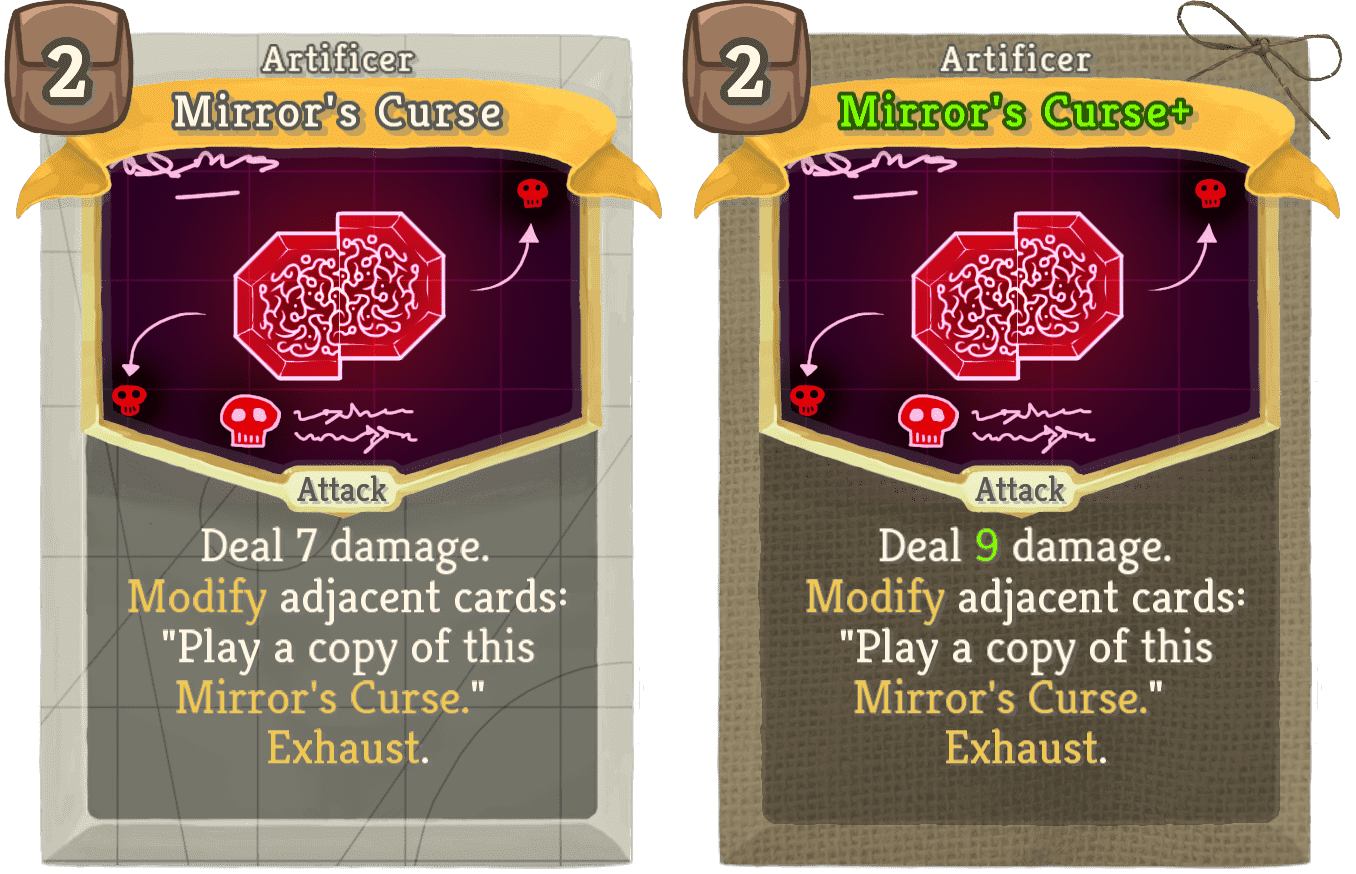 2
Artificer
Mirror's Curse
Attack
Deal 7 damage.
Modify adjacent cards:
"Play a copy of this
Mirror's Curse."
Exhaust.
2
Artificer
Mirror's Curse+
Attack
Deal 9 damage.
Modify adjacent cards:
"Play a copy of this
Mirror's Curse."
Exhaust.